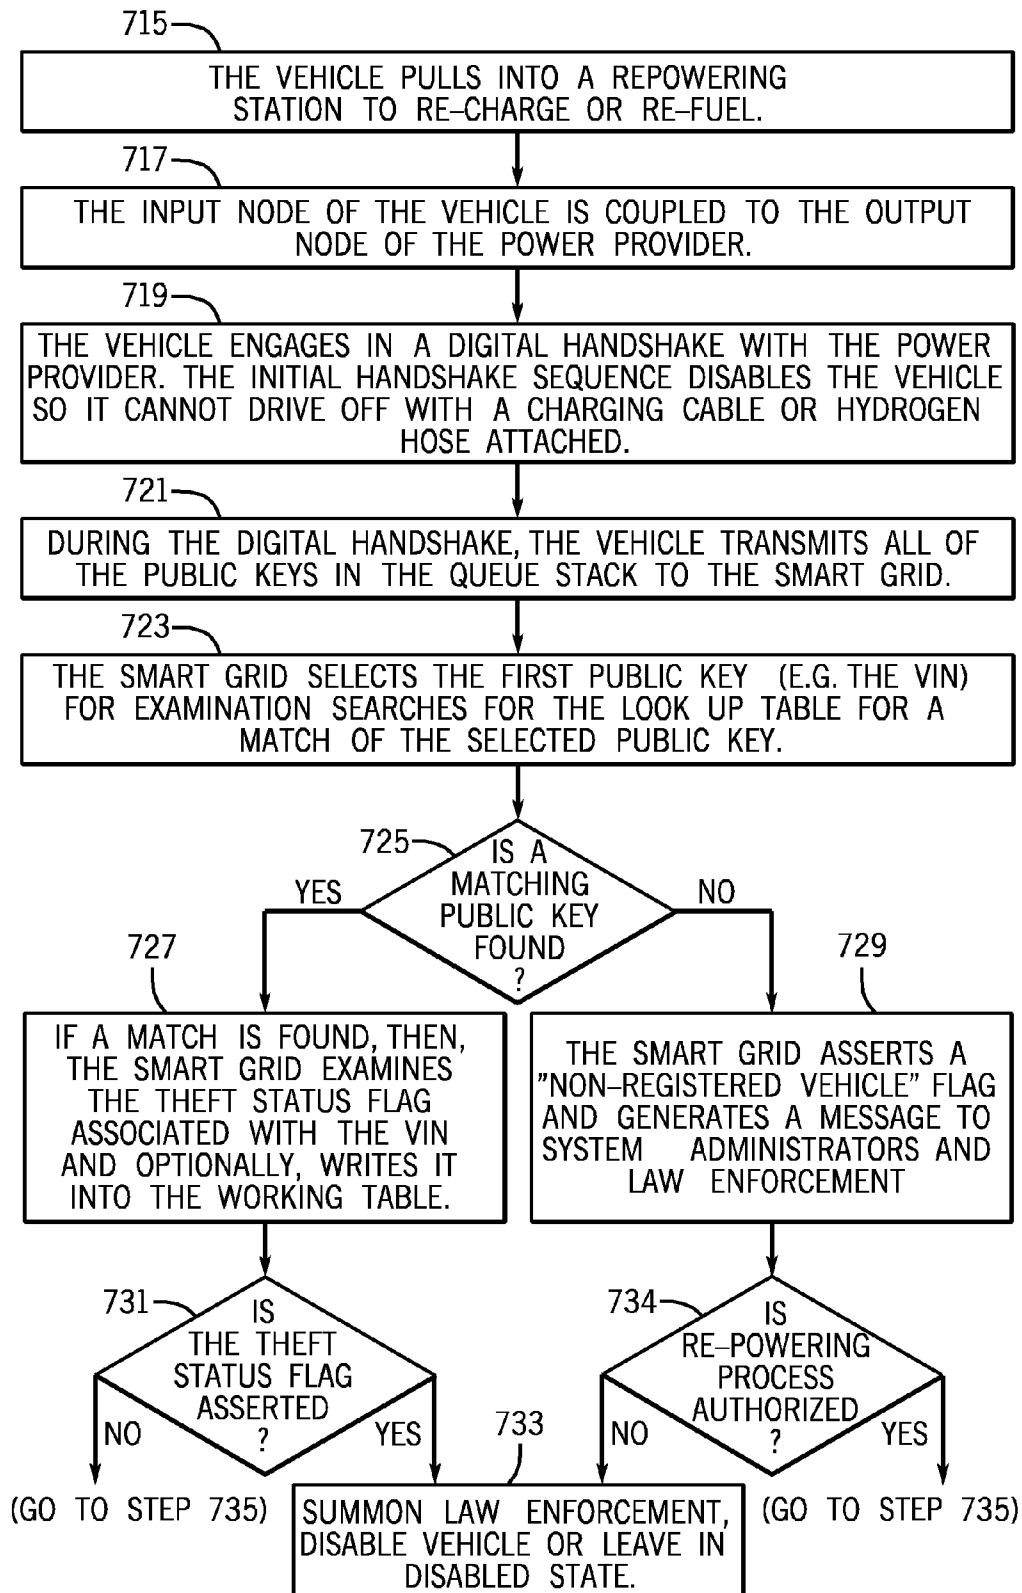 715
THE VEHICLE PULLS INTO A REPOWERING
STATION TO RE-CHARGE OR RE-FUEL.
717
THE INPUT NODE OF THE VEHICLE IS COUPLED TO THE OUTPUT
NODE OF THE POWER PROVIDER.
719
THE VEHICLE ENGAGES IN A DIGITAL HANDSHAKE WITH THE POWER
PROVIDER. THE INITIAL HANDSHAKE SEQUENCE DISABLES THE VEHICLE
SO IT CANNOT DRIVE OFF WITH A CHARGING CABLE OR HYDROGEN
HOSE ATTACHED.
721
DURING THE DIGITAL HANDSHAKE, THE VEHICLE TRANSMITS ALL OF
THE PUBLIC KEYS IN THE QUEUE STACK TO THE SMART GRID.
723
THE SMART GRID SELECTS THE FIRST PUBLIC KEY (E.G. THE VIN)
FOR EXAMINATION SEARCHES FOR THE LOOK UP TABLE FOR A
MATCH OF THE SELECTED PUBLIC KEY.
725
IS A
MATCHING
PUBLIC KEY
FOUND
?
YES
NO
727
IF A MATCH IS FOUND, THEN,
THE SMART GRID EXAMINES
THE THEFT STATUS FLAG
ASSOCIATED WITH THE VIN
AND OPTIONALLY, WRITES IT
INTO THE WORKING TABLE.
729
THE SMART GRID ASSERTS A
"NON-REGISTERED VEHICLE" FLAG
AND GENERATES A MESSAGE TO
SYSTEM ADMINISTRATORS AND
LAW ENFORCEMENT
731
IS
THE THEFT
STATUS FLAG
ASSERTED
?
NO
YES
734
IS
RE-POWERING
PROCESS
AUTHORIZED
?
NO
YES
(GO TO STEP 735)
733
SUMMON LAW ENFORCEMENT,
DISABLE VEHICLE OR LEAVE IN
DISABLED STATE.
(GO TO STEP 735)